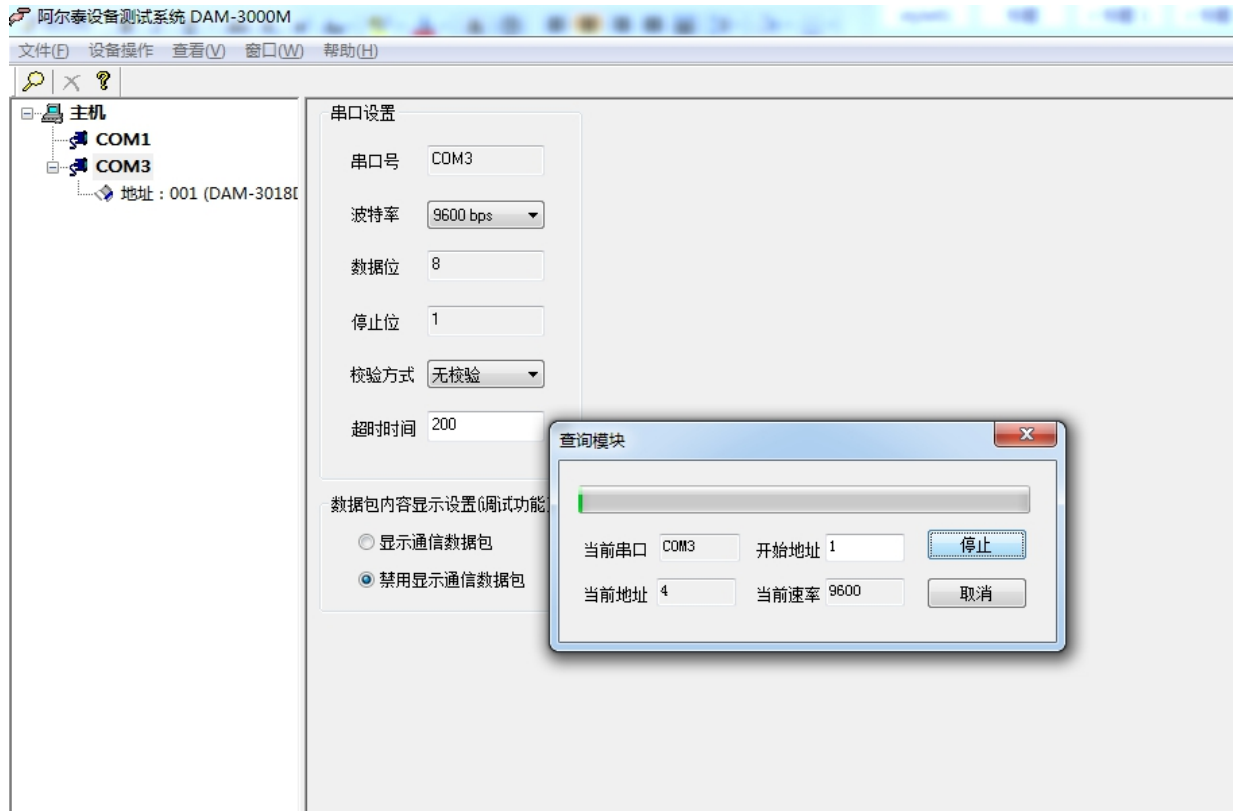 阿尔泰设备测试系统 DAM-3000M
文件(F) 设备操作 查看(V) 窗口(W) 帮助(H)
主机
COM1
COM3
地址：001 (DAM-3018D
串口设置
串口号 COM3
波特率 9600 bps
数据位 8
停止位 1
校验方式 无校验
超时时间 200
数据包内容显示设置(调试功能)
显示通信数据包
禁用显示通信数据包
查询模块
当前串口 COM3 开始地址 1 停止
当前地址 4 当前速率 9600 取消